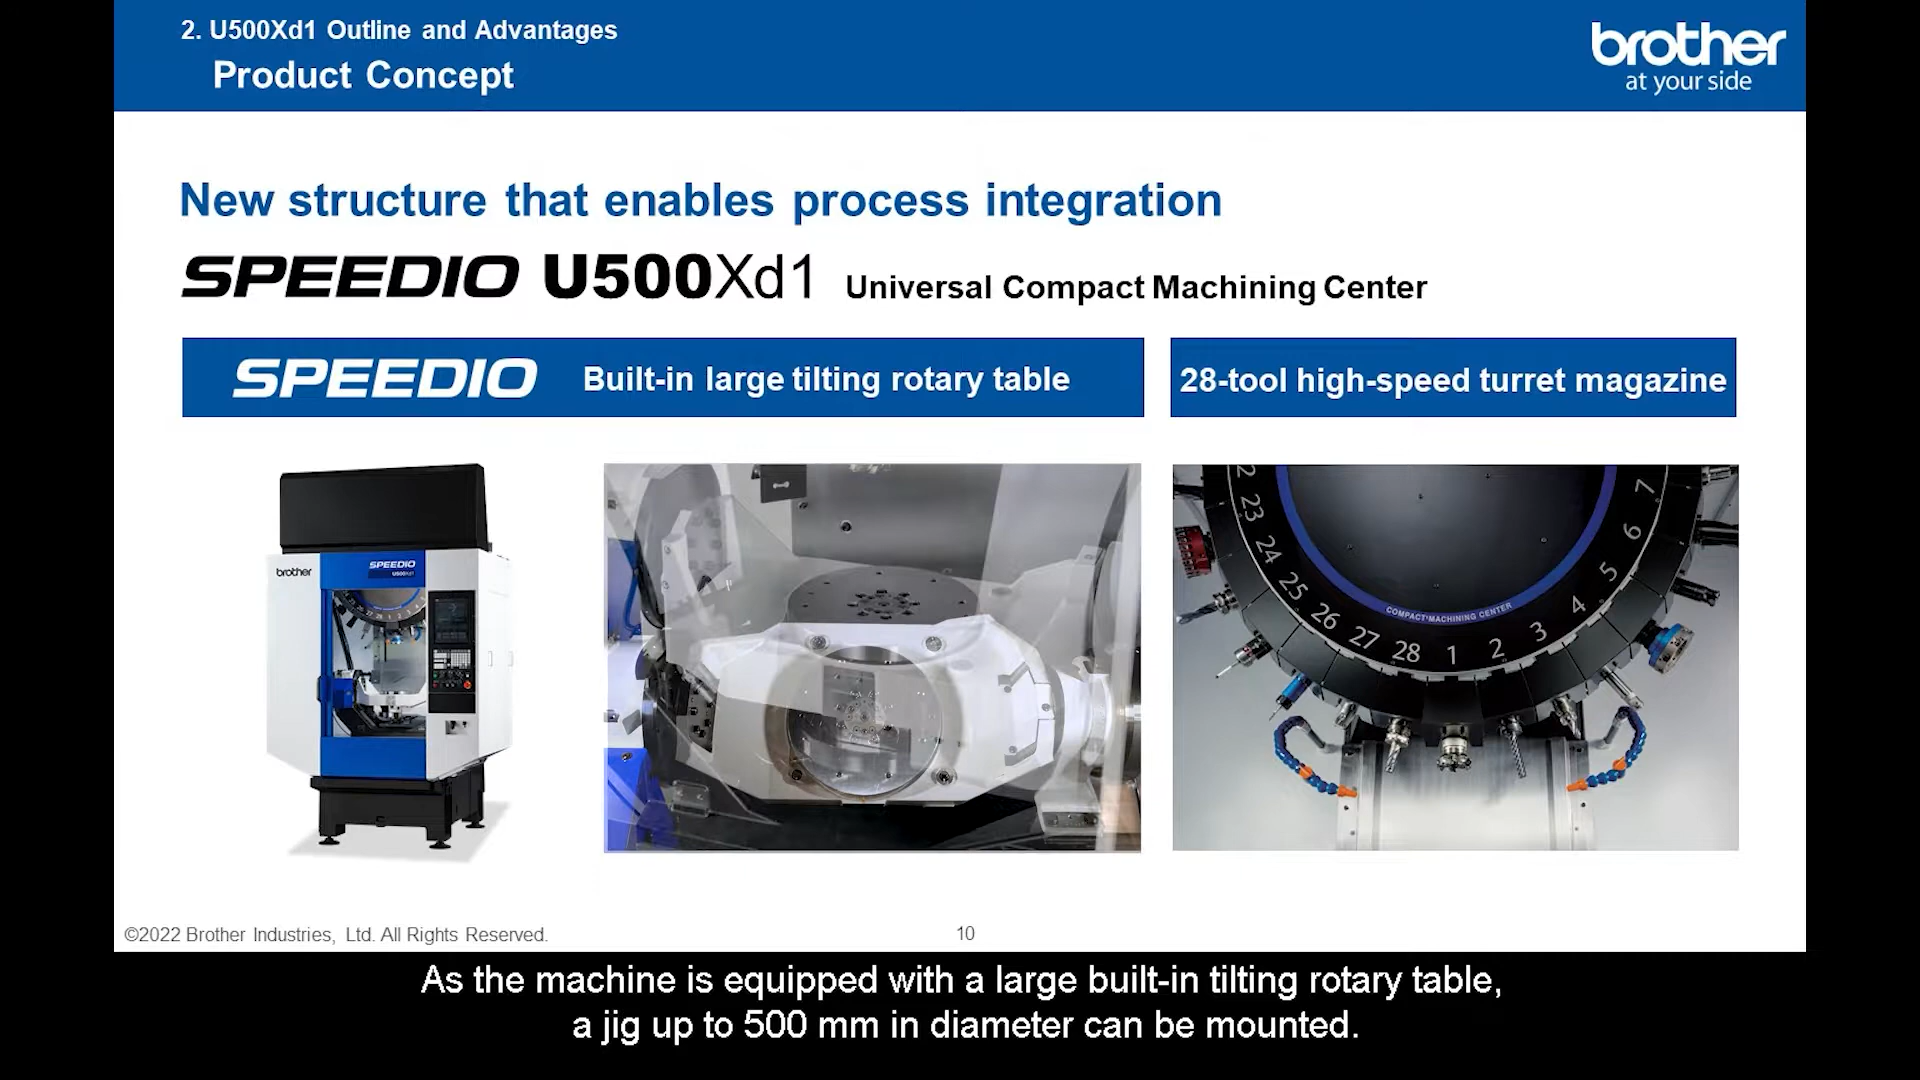 2. U500Xd1 Outline and Advantages
Product Concept
brother
at your side
New structure that enables process integration
SPEEDIO U500Xd1 Universal Compact Machining Center
SPEEDIO Built-in large tilting rotary table
28-tool high-speed turret magazine
brother
SPEEDIO
U500Xd1
22
23
24
25
26
27
28
1
2
3
4
5
6
7
COMPACT MACHINING CENTER
©2022 Brother Industries, Ltd. All Rights Reserved.
10
As the machine is equipped with a large built-in tilting rotary table,
a jig up to 500 mm in diameter can be mounted.